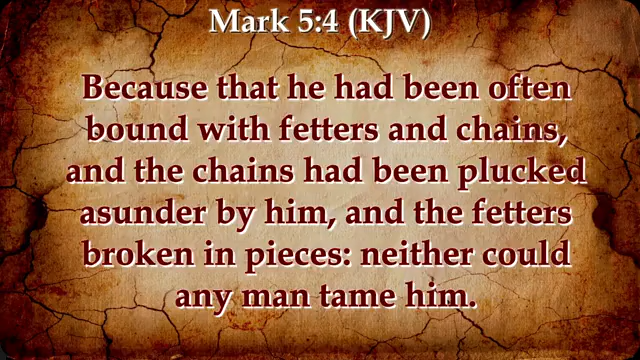 Mark 5:4 (KJV)
Because that he had been often
bound with fetters and chains,
and the chains had been plucked
asunder by him, and the fetters
broken in pieces: neither could
any man tame him.